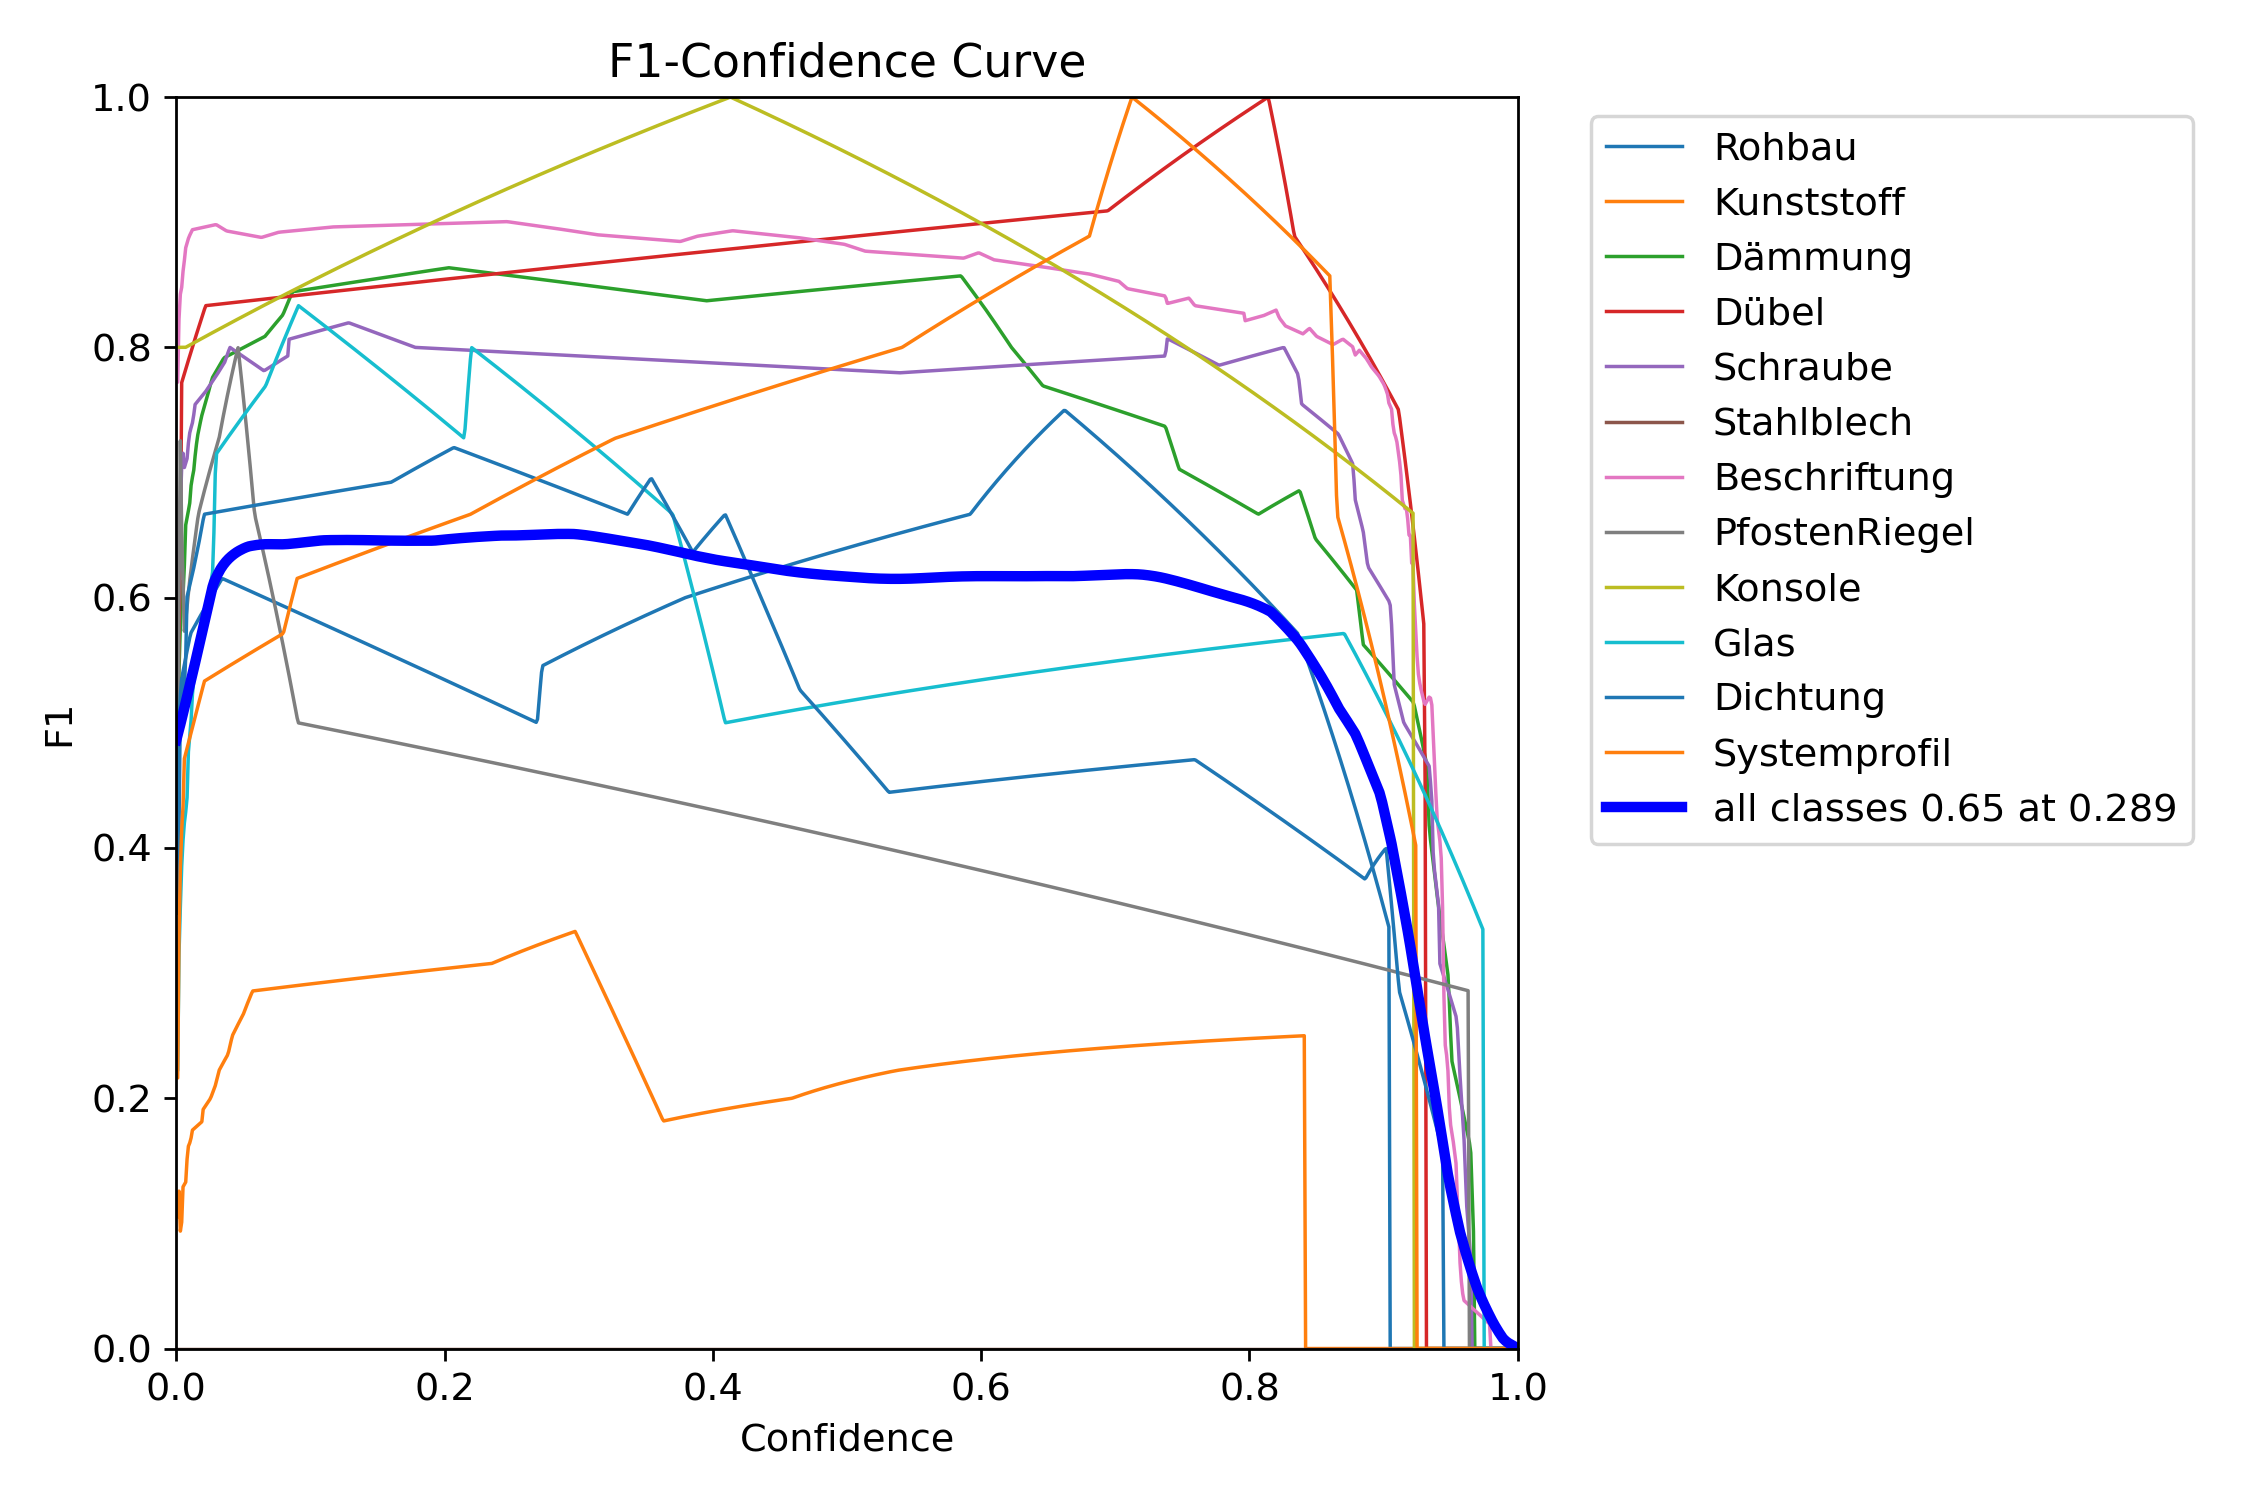 F1-Confidence Curve
1.0
0.8
0.6
0.4
0.2
0.0
F1
0.0 0.2 0.4 0.6 0.8 1.0
Confidence
Rohbau
Kunststoff
Dämmung
Dübel
Schraube
Stahlblech
Beschriftung
PfostenRiegel
Konsole
Glas
Dichtung
Systemprofil
all classes 0.65 at 0.289